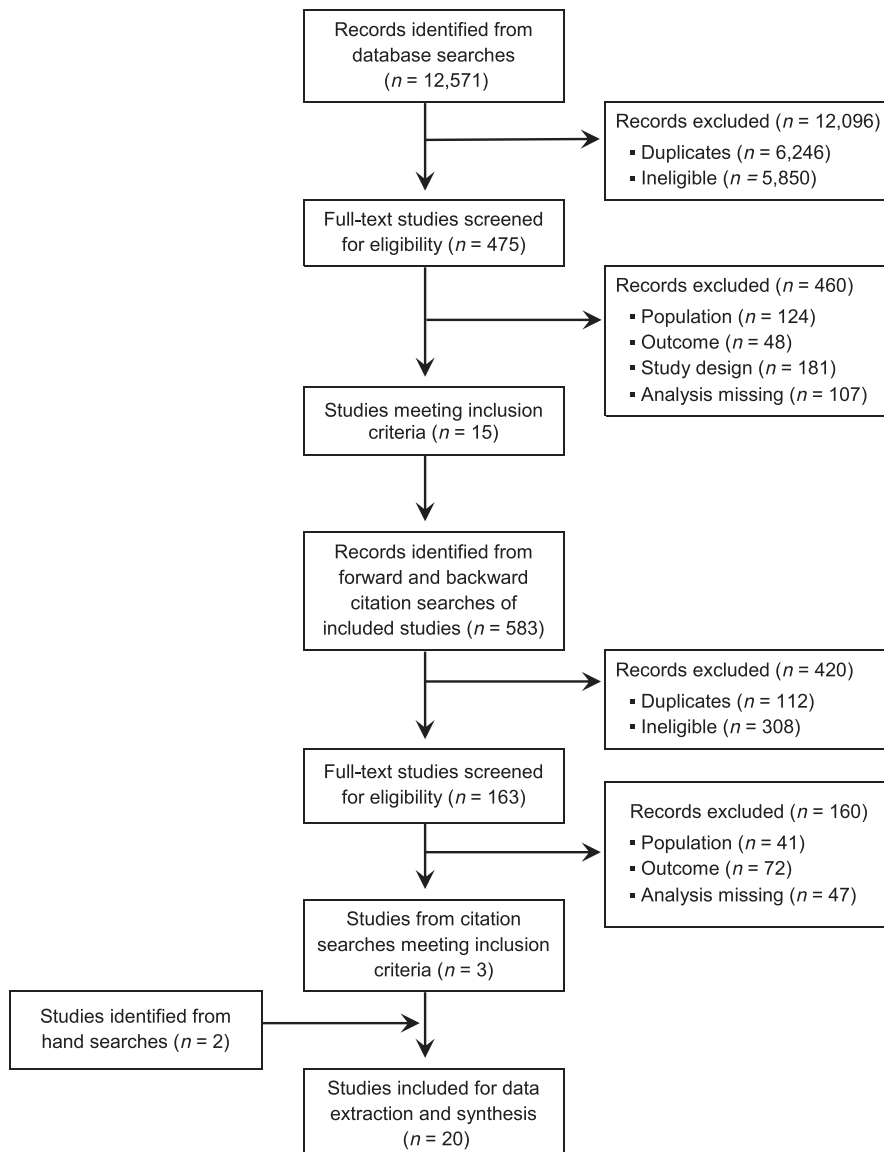 Records identified from
database searches
(n = 12,571)
Records excluded (n = 12,096)
▪ Duplicates (n = 6,246)
▪ Ineligible (n = 5,850)
Full-text studies screened
for eligibility (n = 475)
Records excluded (n = 460)
▪ Population (n = 124)
▪ Outcome (n = 48)
▪ Study design (n = 181)
▪ Analysis missing (n = 107)
Studies meeting inclusion
criteria (n = 15)
Records identified from
forward and backward
citation searches of
included studies (n = 583)
Records excluded (n = 420)
▪ Duplicates (n = 112)
▪ Ineligible (n = 308)
Full-text studies screened
for eligibility (n = 163)
Records excluded (n = 160)
▪ Population (n = 41)
▪ Outcome (n = 72)
▪ Analysis missing (n = 47)
Studies from citation
searches meeting inclusion
criteria (n = 3)
Studies identified from
hand searches (n = 2)
Studies included for data
extraction and synthesis
(n = 20)